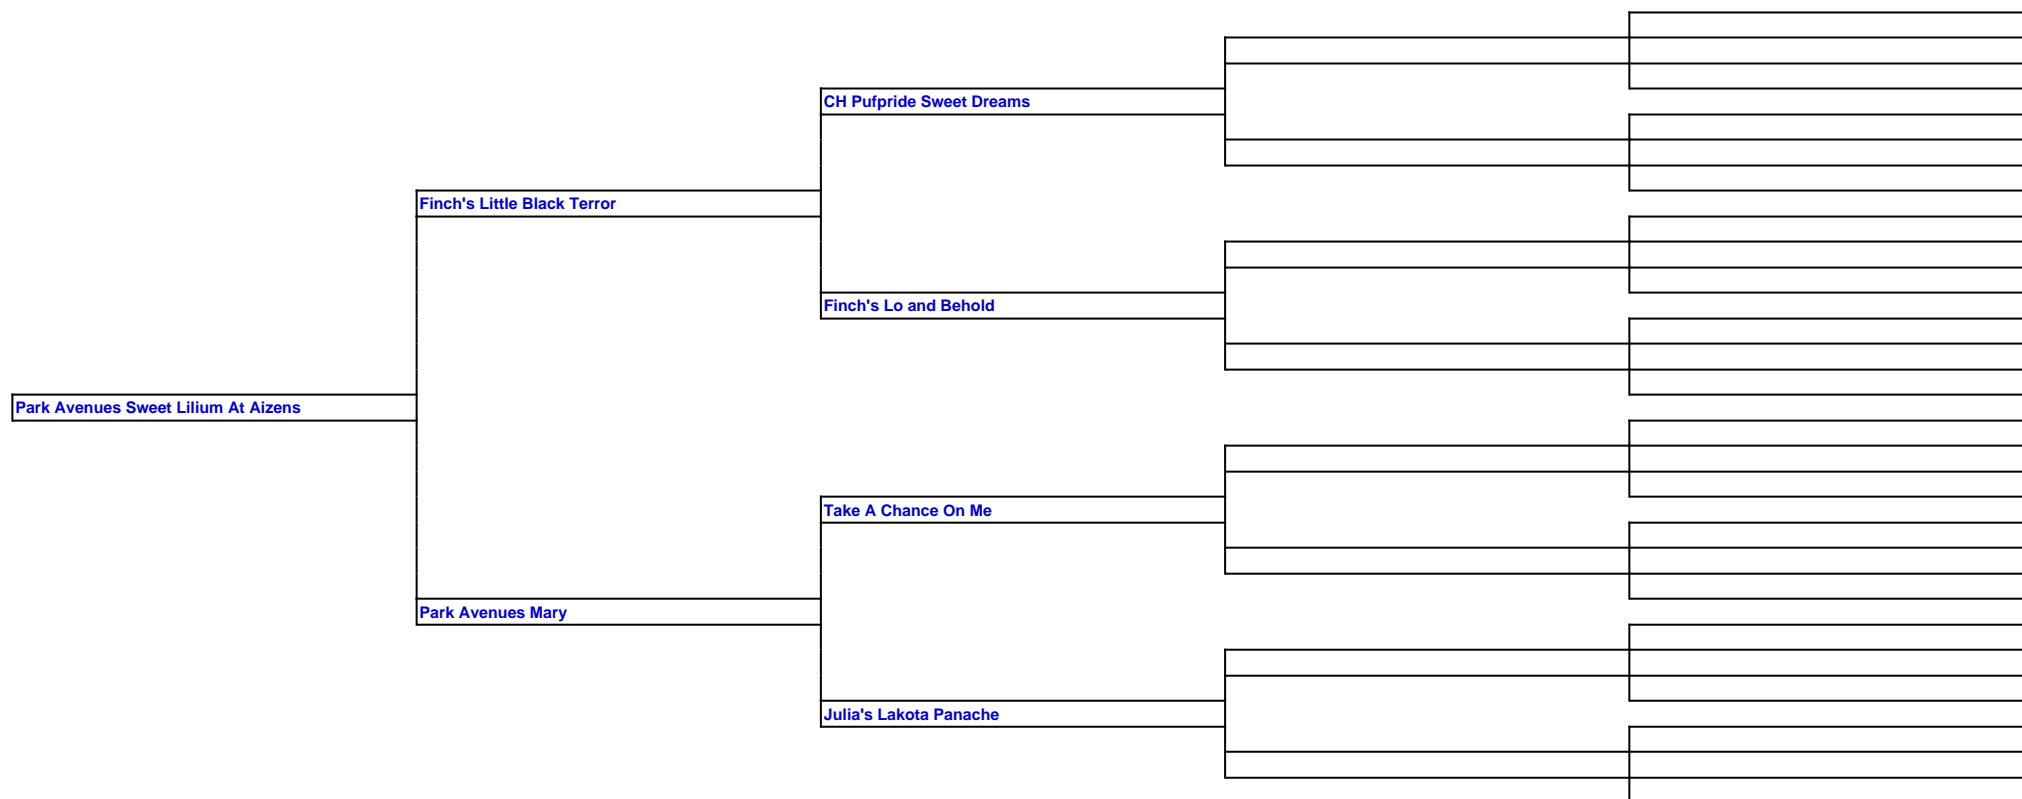 CH Pufpride Sweet Dreams
Finch's Little Black Terror
Finch's Lo and Behold
Park Avenues Sweet Lilium At Aizens
Take A Chance On Me
Park Avenues Mary
Julia's Lakota Panache